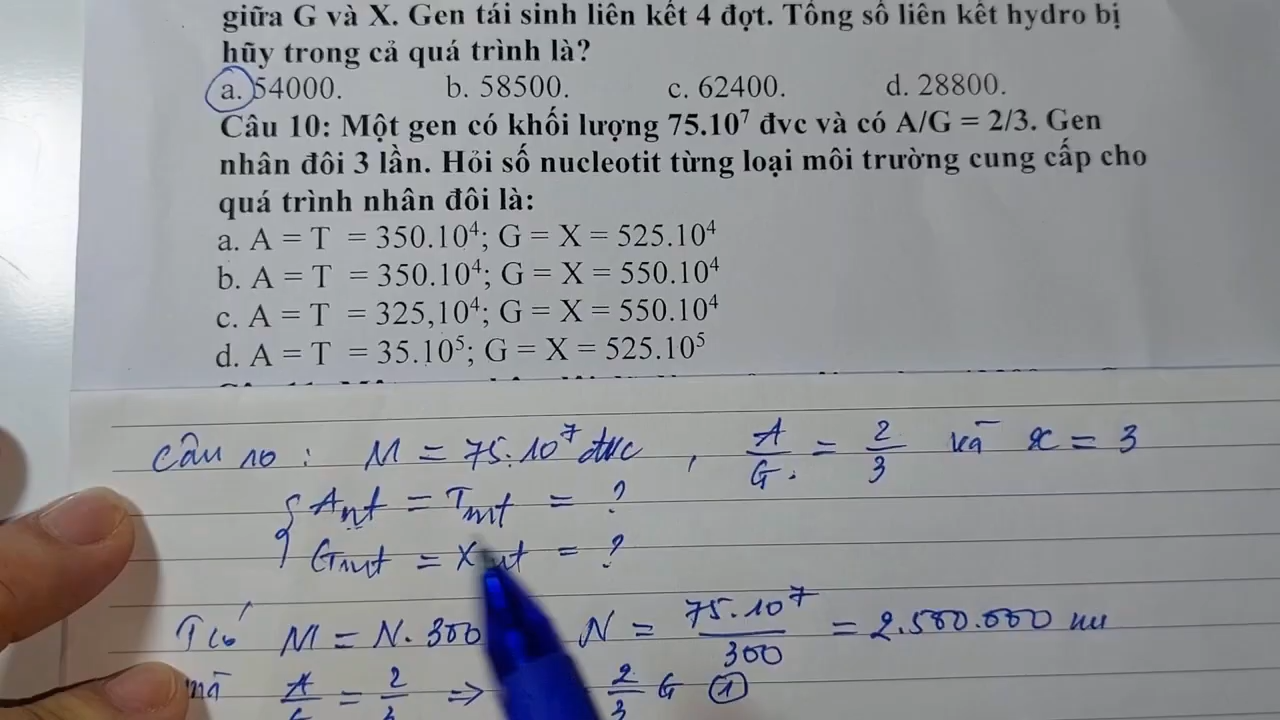 giữa G và X. Gen tái sinh liên kết 4 đợt. Tổng số liên kết hydro bị
hũy trong cả quá trình là?
a. 54000. b. 58500. c. 62400. d. 28800.
Câu 10: Một gen có khối lượng 75.10⁷ đvc và có A/G = 2/3. Gen
nhân đôi 3 lần. Hỏi số nucleotit từng loại môi trường cung cấp cho
quá trình nhân đôi là:
a. A = T = 350.10⁴; G = X = 525.10⁴
b. A = T = 350.10⁴; G = X = 550.10⁴
c. A = T = 325,10⁴; G = X = 550.10⁴
d. A = T = 35.10⁵; G = X = 525.10⁵
Câu 10 : M = 75.10⁷ đvc , A/G = 2/3 và x = 3
Amt = Tmt = ?
Gmt = Xmt = ?
Tcó M = N. 300 N = 75.10⁷/300 = 2.500.000 nu
mà A/G = 2/3 => 2/3 G ①